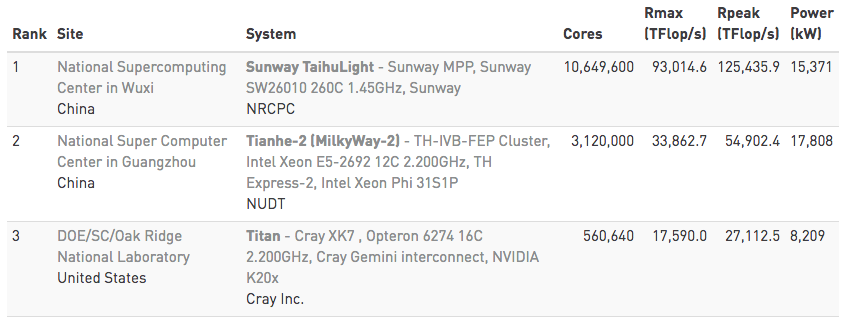 Rank Site System Cores Rmax (TFlop/s) Rpeak (TFlop/s) Power (kW)
1 National Supercomputing Sunway TaihuLight - Sunway MPP, Sunway 10,649,600 93,014.6 125,435.9 15,371
Center in Wuxi SW26010 260C 1.45GHz, Sunway
China NRCPC
2 National Super Computer Tianhe-2 (MilkyWay-2) - TH-IVB-FEP Cluster, 3,120,000 33,862.7 54,902.4 17,808
Center in Guangzhou Intel Xeon E5-2692 12C 2.200GHz, TH
China Express-2, Intel Xeon Phi 31S1P
NUDT
3 DOE/SC/Oak Ridge Titan - Cray XK7 , Opteron 6274 16C 560,640 17,590.0 27,112.5 8,209
National Laboratory 2.200GHz, Cray Gemini interconnect, NVIDIA
United States K20x
Cray Inc.